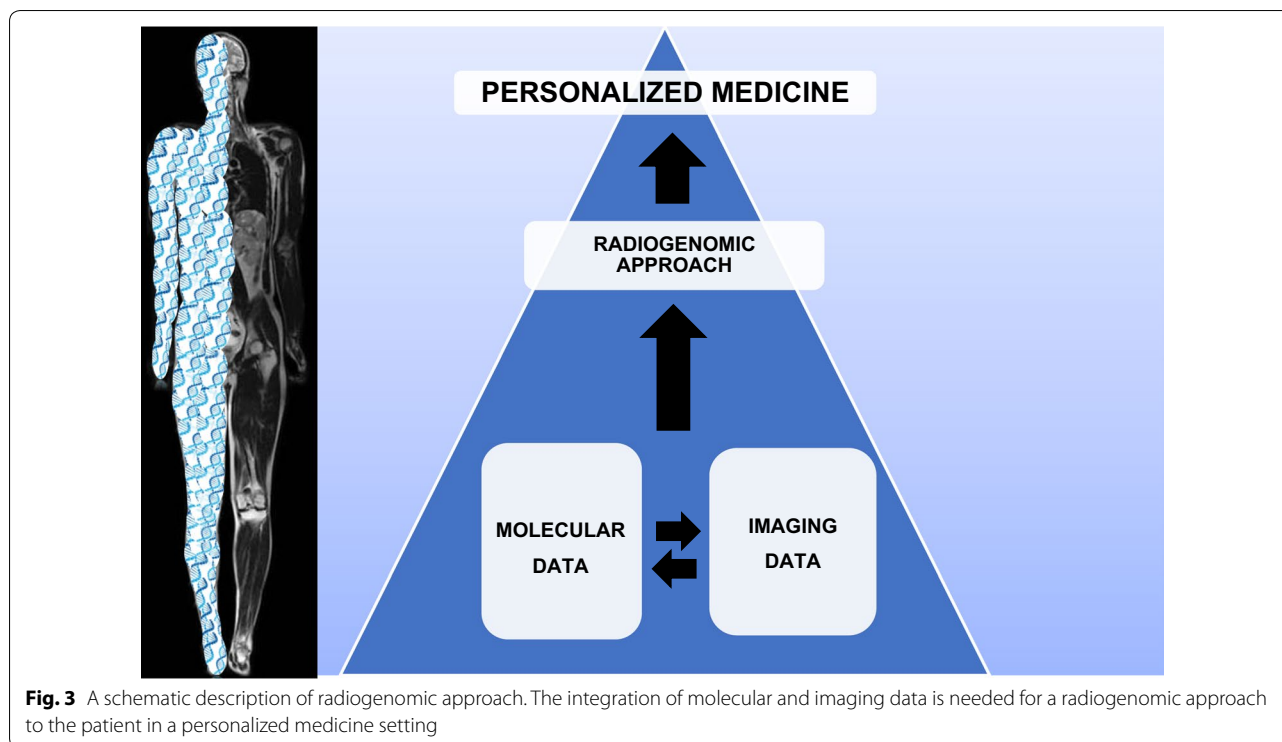 PERSONALIZED MEDICINE
RADIOGENOMIC
APPROACH
MOLECULAR
DATA
IMAGING
DATA
Fig. 3 A schematic description of radiogenomic approach. The integration of molecular and imaging data is needed for a radiogenomic approach
to the patient in a personalized medicine setting